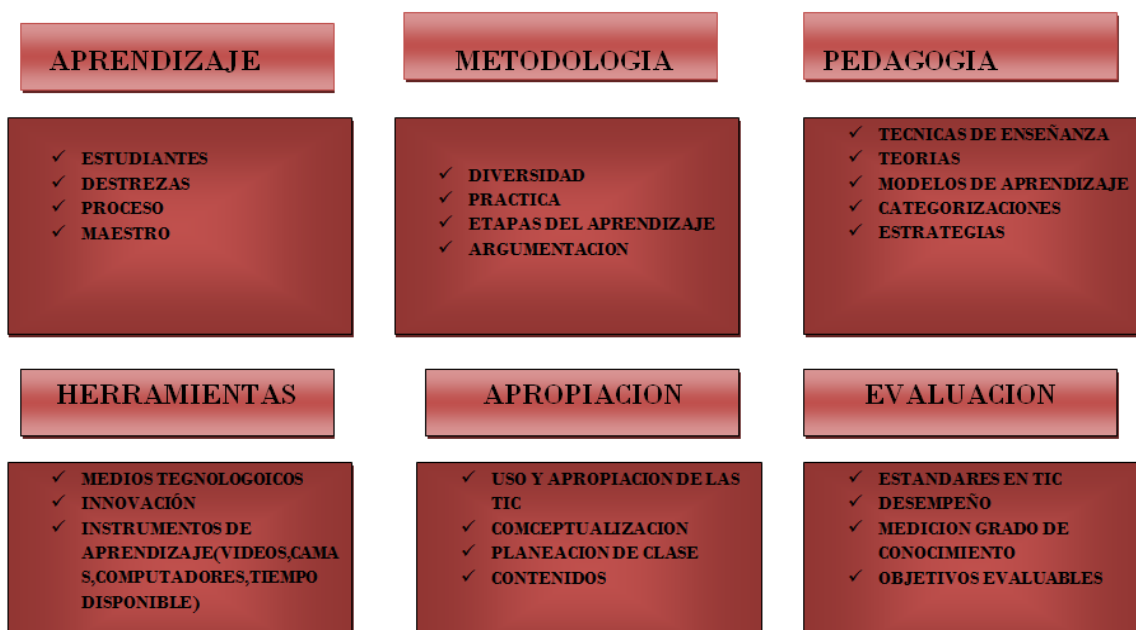 APRENDIZAJE
ESTUDIANTES
DESTREZAS
PROCESO
MAESTRO
METODOLOGIA
DIVERSIDAD
PRACTICA
ETAPAS DEL APRENDIZAJE
ARGUMENTACION
PEDAGOGIA
TECNICAS DE ENSEÑANZA
TEORIAS
MODELOS DE APRENDIZAJE
CATEGORIZACIONES
ESTRATEGIAS
HERRAMIENTAS
MEDIOS TEGNOLOGOICOS
INNOVACIÓN
INSTRUMENTOS DE
APRENDIZAJE(VIDEOS,CAMA
S,COMPUTADORES,TIEMPO
DISPONIBLE)
APROPIACION
USO Y APROPIACION DE LAS
TIC
COMCEPTUALIZACION
PLANEACION DE CLASE
CONTENIDOS
EVALUACION
ESTANDARES EN TIC
DESEMPEÑO
MEDICION GRADO DE
CONOCIMIENTO
OBJETIVOS EVALUABLES